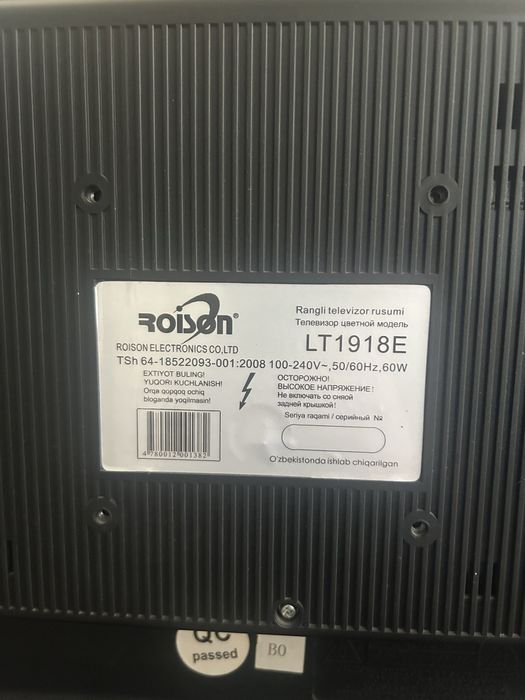 ROISON®
Rangli televizor rusumi
Телевизор цветной модель
ROISON ELECTRONICS CO,LTD
LT1918E
TSh 64-18522093-001:2008 100-240V~,50/60Hz,60W
EXTIYOT BULING!
YUQORI KUCHLANISH!
Orqa qopqoq ochiq
bloganda yoqilmasin!
ОСТОРОЖНО!
ВЫСОКОЕ НАПРЯЖЕНИЕ!
Не включать со сняой
задней крышкой!
Seriya raqami / серийный №
4780012001382
O'zbekistonda ishlab chiqarilgan
QC
passed
B0